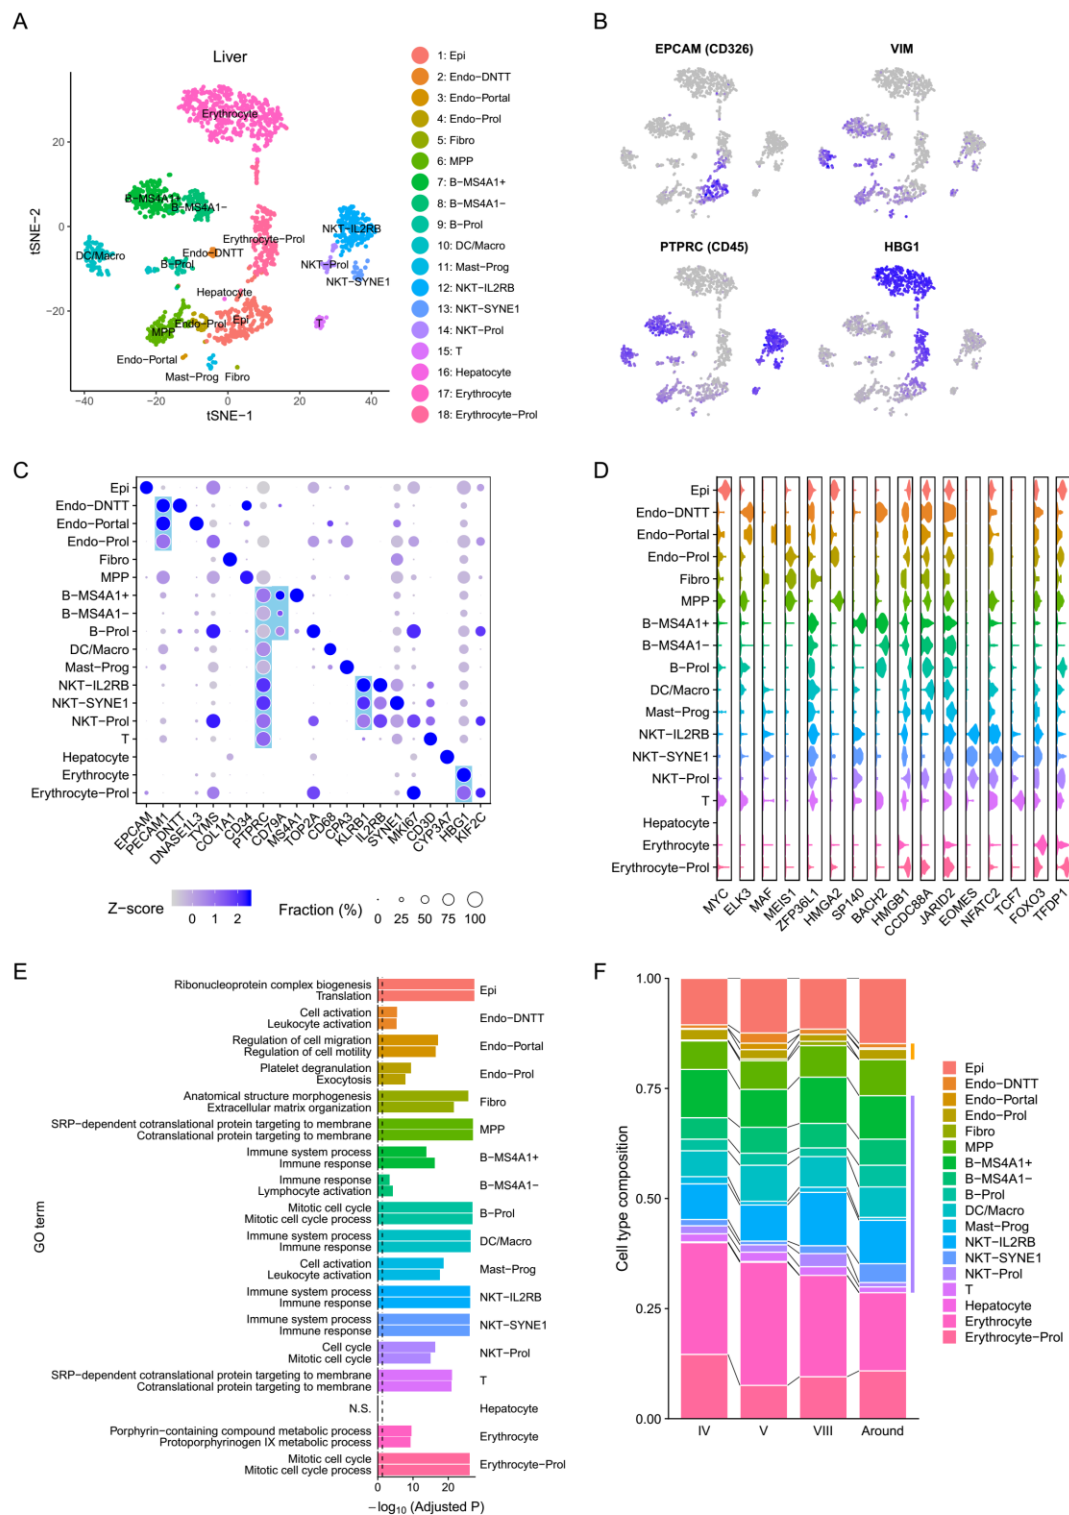 A
Liver
tSNE−2
20
0
−20
−40
−20
0
20
40
tSNE−1
Erythrocyte
B−MS4A1+
B−MS4A1−
NKT−IL2RB
Erythrocyte−Prol
DC/Macro
Endo−DNTT
B−Prol
NKT−Prol
NKT−SYNE1
Hepatocyte
MPP
Endo−Prol
Epi
T
Endo−Portal
Mast−Prog
Fibro
1: Epi
2: Endo−DNTT
3: Endo−Portal
4: Endo−Prol
5: Fibro
6: MPP
7: B−MS4A1+
8: B−MS4A1−
9: B−Prol
10: DC/Macro
11: Mast−Prog
12: NKT−IL2RB
13: NKT−SYNE1
14: NKT−Prol
15: T
16: Hepatocyte
17: Erythrocyte
18: Erythrocyte−Prol
B
EPCAM (CD326)
VIM
PTPRC (CD45)
HBG1
C
Epi
Endo−DNTT
Endo−Portal
Endo−Prol
Fibro
MPP
B−MS4A1+
B−MS4A1−
B−Prol
DC/Macro
Mast−Prog
NKT−IL2RB
NKT−SYNE1
NKT−Prol
T
Hepatocyte
Erythrocyte
Erythrocyte−Prol
EPCAM
PECAM1
DNTT
DNASE1L3
TYMS
COL1A1
CD34
PTPRC
CD79A
MS4A1
TOP2A
CD68
CPA3
KLRB1
IL2RB
SYNE1
MKI67
CD3D
CYP3A7
HBG1
KIF2C
Z−score
0 1 2
Fraction (%)
0 25 50 75 100
D
Epi
Endo−DNTT
Endo−Portal
Endo−Prol
Fibro
MPP
B−MS4A1+
B−MS4A1−
B−Prol
DC/Macro
Mast−Prog
NKT−IL2RB
NKT−SYNE1
NKT−Prol
T
Hepatocyte
Erythrocyte
Erythrocyte−Prol
MYC
ELK3
MAF
MEIS1
ZFP36L1
HMGA2
SP140
BACH2
HMGB1
CCDC88A
JARID2
EOMES
NFATC2
TCF7
FOXO3
TFDP1
E
GO term
Ribonucleoprotein complex biogenesis
Translation
Epi
Cell activation
Leukocyte activation
Endo−DNTT
Regulation of cell migration
Regulation of cell motility
Endo−Portal
Platelet degranulation
Exocytosis
Endo−Prol
Anatomical structure morphogenesis
Extracellular matrix organization
Fibro
SRP−dependent cotranslational protein targeting to membrane
Cotranslational protein targeting to membrane
MPP
Immune system process
Immune response
B−MS4A1+
Immune response
Lymphocyte activation
B−MS4A1−
Mitotic cell cycle
Mitotic cell cycle process
B−Prol
Immune system process
Immune response
DC/Macro
Cell activation
Leukocyte activation
Mast−Prog
Immune system process
Immune response
NKT−IL2RB
Immune system process
Immune response
NKT−SYNE1
Cell cycle
Mitotic cell cycle
NKT−Prol
SRP−dependent cotranslational protein targeting to membrane
Cotranslational protein targeting to membrane
T
N.S.
Hepatocyte
Porphyrin−containing compound metabolic process
Protoporphyrinogen IX metabolic process
Erythrocyte
Mitotic cell cycle
Mitotic cell cycle process
Erythrocyte−Prol
0 10 20
−log10 (Adjusted P)
F
Cell type composition
1.00
0.75
0.50
0.25
0.00
IV
V
VIII
Around
Epi
Endo−DNTT
Endo−Portal
Endo−Prol
Fibro
MPP
B−MS4A1+
B−MS4A1−
B−Prol
DC/Macro
Mast−Prog
NKT−IL2RB
NKT−SYNE1
NKT−Prol
T
Hepatocyte
Erythrocyte
Erythrocyte−Prol